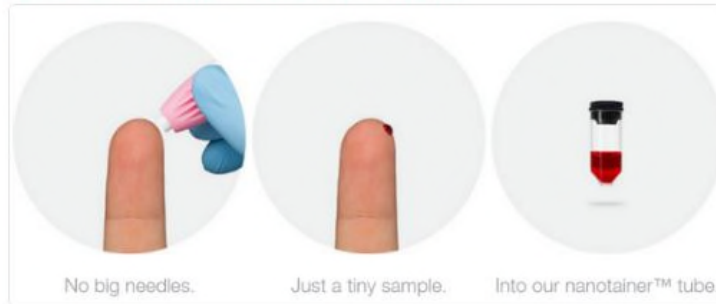 No big needles.
Just a tiny sample.
Into our nanotainer™ tube